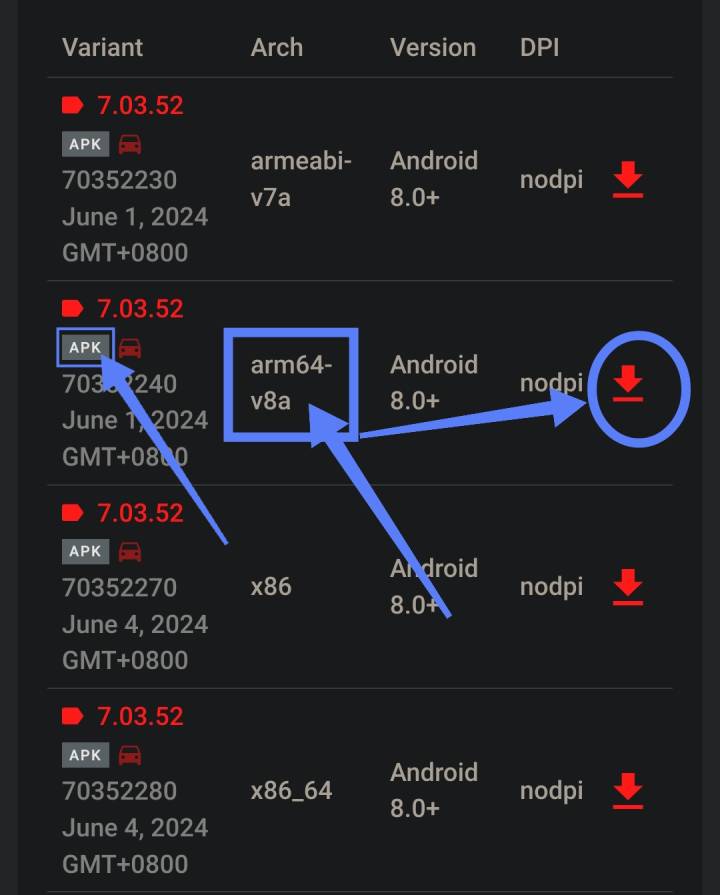 Variant Arch Version DPI
7.03.52
APK
armeabi-
v7a
Android
8.0+
nodpi
70352230
June 1, 2024
GMT+0800
7.03.52
APK
arm64-
v8a
Android
8.0+
nodpi
70352240
June 1, 2024
GMT+0800
7.03.52
APK
x86
Android
8.0+
nodpi
70352270
June 4, 2024
GMT+0800
7.03.52
APK
x86_64
Android
8.0+
nodpi
70352280
June 4, 2024
GMT+0800